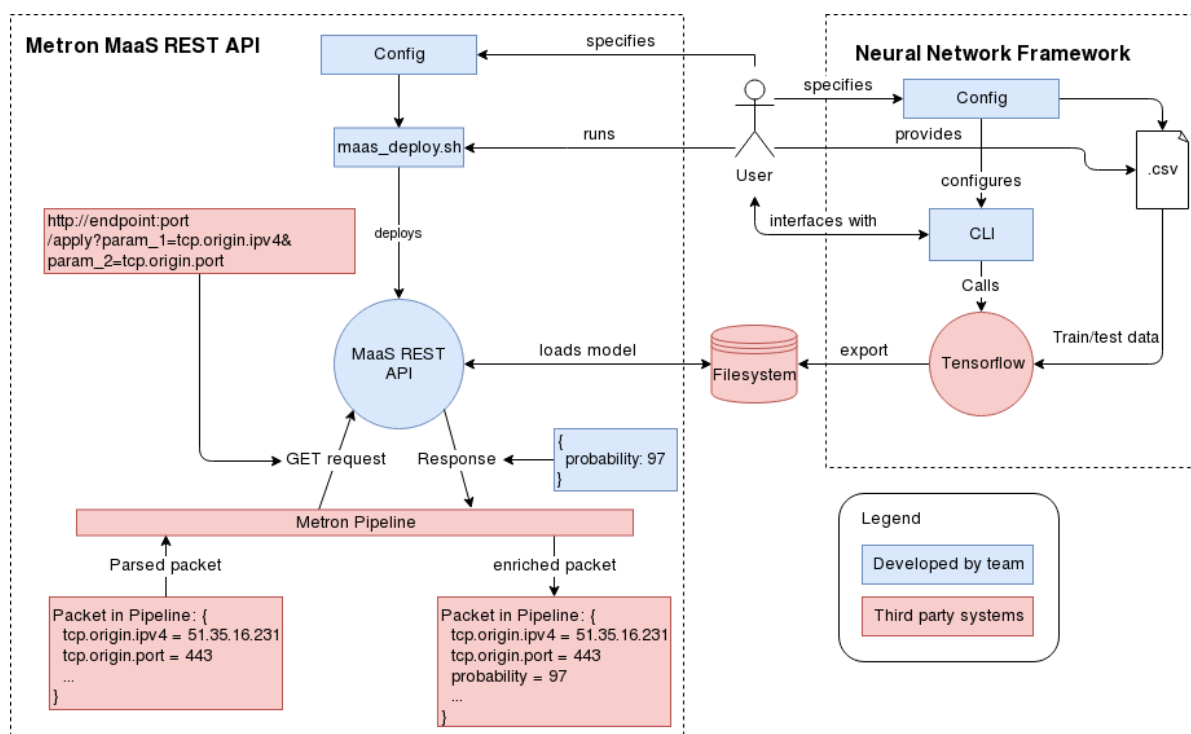 Metron MaaS REST API
Config
specifies
maas_deploy.sh
runs
User
http://endpoint:port
/apply?param_1=tcp.origin.ipv4&
param_2=tcp.origin.port
deploys
MaaS REST
API
loads model
Filesystem
export
GET request
Response
{
probability: 97
}
Metron Pipeline
Parsed packet
enriched packet
Packet in Pipeline: {
tcp.origin.ipv4 = 51.35.16.231
tcp.origin.port = 443
...
}
Packet in Pipeline: {
tcp.origin.ipv4 = 51.35.16.231
tcp.origin.port = 443
probability = 97
...
}
Neural Network Framework
specifies
Config
provides
.csv
configures
interfaces with
CLI
Calls
Tensorflow
Train/test data
Legend
Developed by team
Third party systems